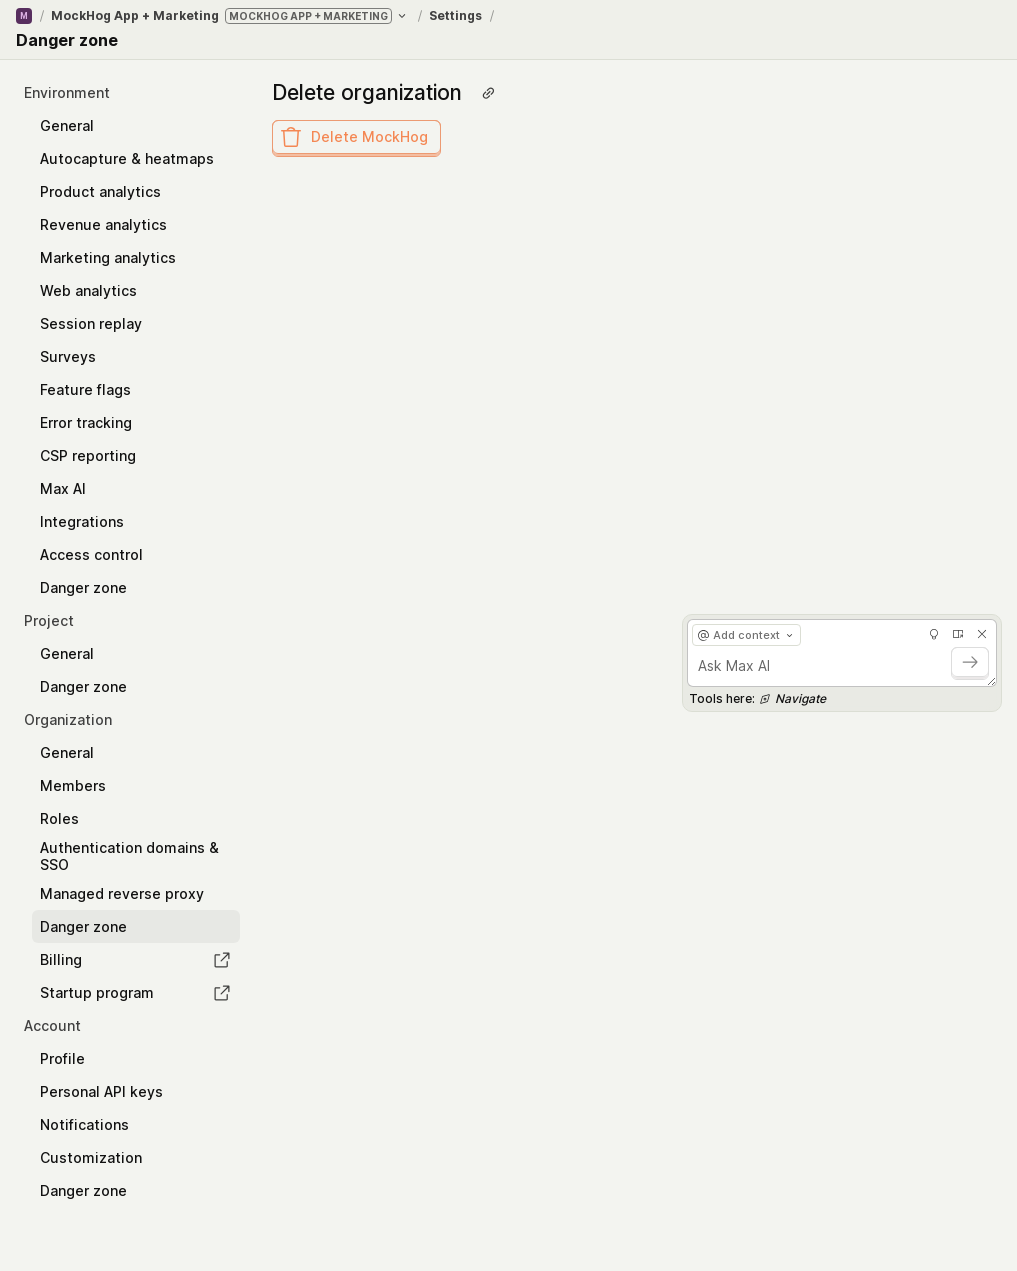 M / MockHog App + Marketing MOCKHOG APP + MARKETING / Settings /
Danger zone
Environment
General
Autocapture & heatmaps
Product analytics
Revenue analytics
Marketing analytics
Web analytics
Session replay
Surveys
Feature flags
Error tracking
CSP reporting
Max AI
Integrations
Access control
Danger zone
Project
General
Danger zone
Organization
General
Members
Roles
Authentication domains &
SSO
Managed reverse proxy
Danger zone
Billing
Startup program
Account
Profile
Personal API keys
Notifications
Customization
Danger zone
Delete organization
Delete MockHog
@ Add context
Ask Max AI
Tools here: Navigate